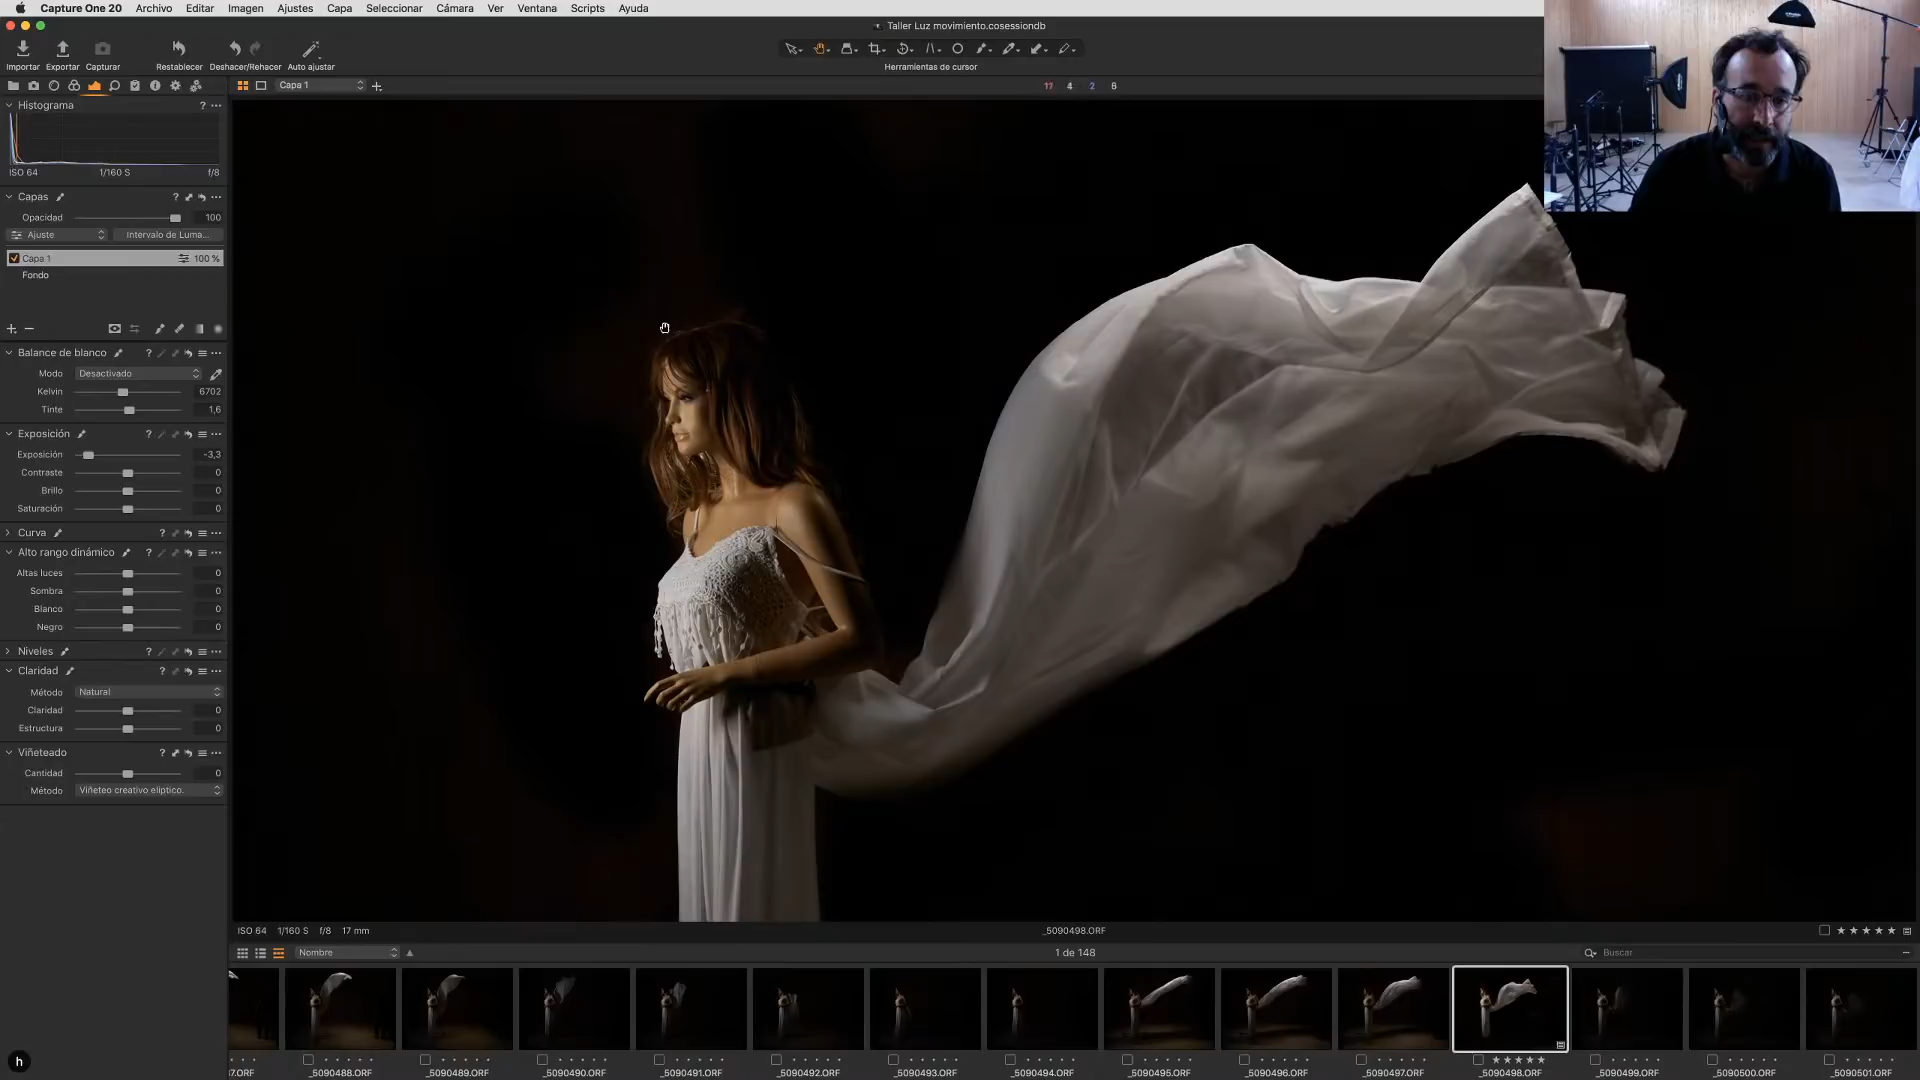 Capture One 20 Archivo Editar Imagen Ajustes Capa Seleccionar Cámara Ver Ventana Scripts Ayuda
Taller Luz movimiento.cosessiondb
Importar Exportar Capturar Restablecer Deshacer/Rehacer Auto ajustar
Herramientas de cursor
Capa 1
17 4 2 6
Histograma ?
ISO 64 1/160 S f/8
Capas ?
Opacidad 100
Ajuste Intervalo de Luma...
Capa 1 100 %
Fondo
Balance de blanco ?
Modo Desactivado
Kelvin 6702
Tinte 1,6
Exposición ?
Exposición -3,3
Contraste 0
Brillo 0
Saturación 0
Curva ?
Alto rango dinámico ?
Altas luces 0
Sombra 0
Blanco 0
Negro 0
Niveles ?
Claridad ?
Método Natural
Claridad 0
Estructura 0
Viñeteado ?
Cantidad 0
Método Viñeteo creativo elíptico.
ISO 64 1/160 S f/8 17 mm
_5090498.ORF
Nombre
1 de 148
Buscar
h
_5090488.ORF _5090489.ORF _5090490.ORF _5090491.ORF _5090492.ORF _5090493.ORF _5090494.ORF _5090495.ORF _5090496.ORF _5090497.ORF _5090498.ORF _5090499.ORF _5090500.ORF _5090501.ORF